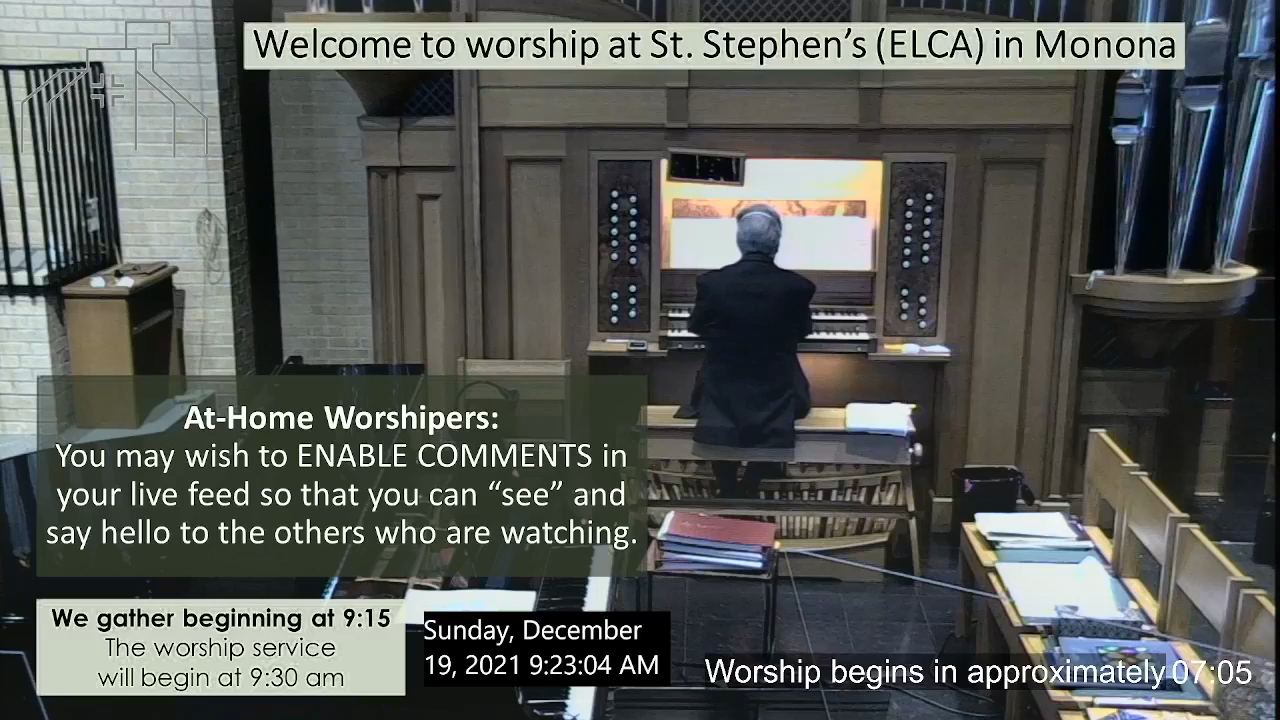 Welcome to worship at St. Stephen's (ELCA) in Monona
At-Home Worshipers:
You may wish to ENABLE COMMENTS in
your live feed so that you can “see” and
say hello to the others who are watching.
We gather beginning at 9:15
The worship service
will begin at 9:30 am
Sunday, December
19, 2021 9:23:04 AM
Worship begins in approximately 07:05